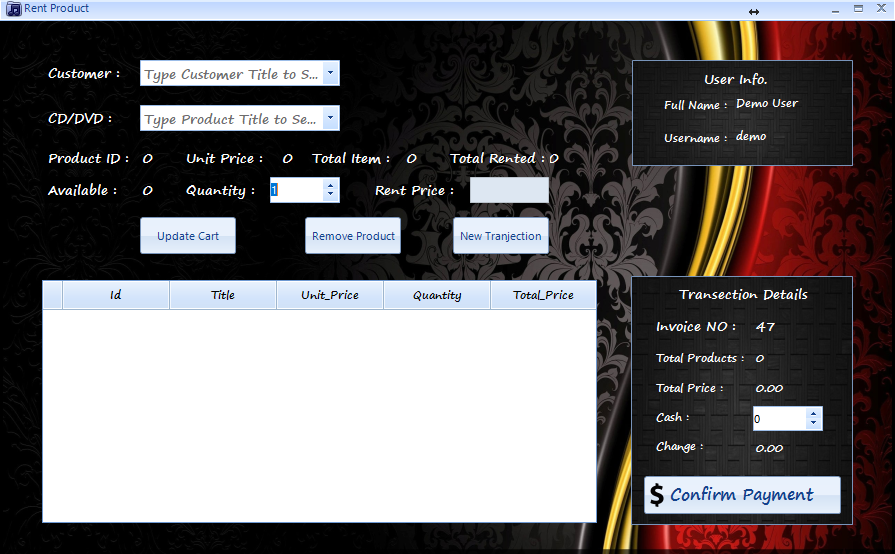 Rent Product
Customer : Type Customer Title to S...
CD/DVD : Type Product Title to Se...
Product ID : 0 Unit Price : 0 Total Item : 0 Total Rented : 0
Available : 0 Quantity : 1 Rent Price :
Update Cart Remove Product New Tranjection
Id Title Unit_Price Quantity Total_Price
User Info.
Full Name : Demo User
Username : demo
Transection Details
Invoice NO : 47
Total Products : 0
Total Price : 0.00
Cash : 0
Change : 0.00
$ Confirm Payment